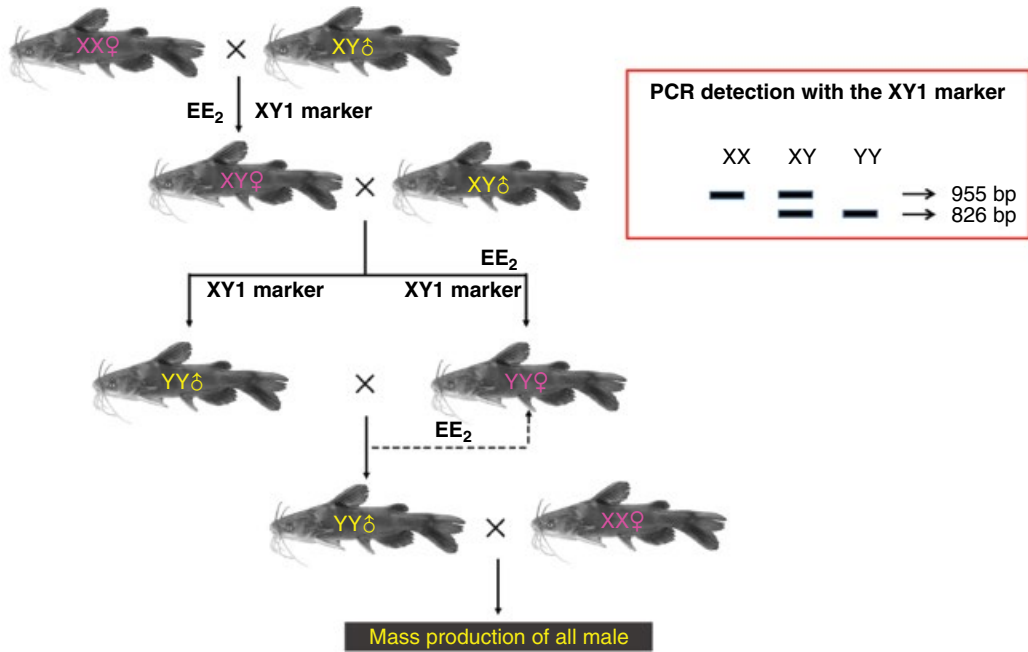 XX♀ × XY♂
EE₂ XY1 marker
XY♀ × XY♂
EE₂
XY1 marker XY1 marker
YY♂ × YY♀
EE₂
YY♂ × XX♀
Mass production of all male
PCR detection with the XY1 marker
XX XY YY
955 bp
826 bp